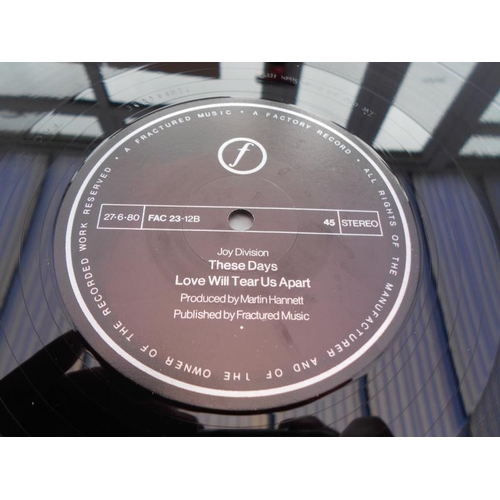 · A FRACTURED MUSIC · A FACTORY RECORD · ALL RIGHTS OF THE MANUFACTURER AND OF THE OWNER OF THE RECORDED WORK RESERVED
f
27-6-80 FAC 23-12B 45 STEREO
Joy Division
These Days
Love Will Tear Us Apart
Produced by Martin Hannett
Published by Fractured Music